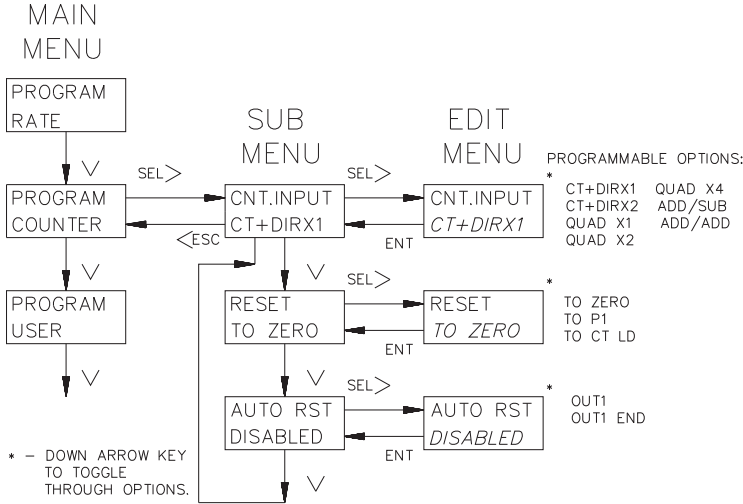 MAIN
MENU
PROGRAM
RATE
SUB
MENU
EDIT
MENU
PROGRAMMABLE OPTIONS:
SEL>
SEL>
PROGRAM
COUNTER
CNT.INPUT
CT+DIRX1
CNT.INPUT
CT+DIRX1
*
CT+DIRX1 QUAD X4
CT+DIRX2 ADD/SUB
QUAD X1 ADD/ADD
QUAD X2
<ESC
ENT
SEL>
PROGRAM
USER
RESET
TO ZERO
RESET
TO ZERO
*
TO ZERO
TO P1
TO CT LD
ENT
SEL>
AUTO RST
DISABLED
AUTO RST
DISABLED
*
OUT1
OUT1 END
ENT
* – DOWN ARROW KEY
TO TOGGLE
THROUGH OPTIONS.